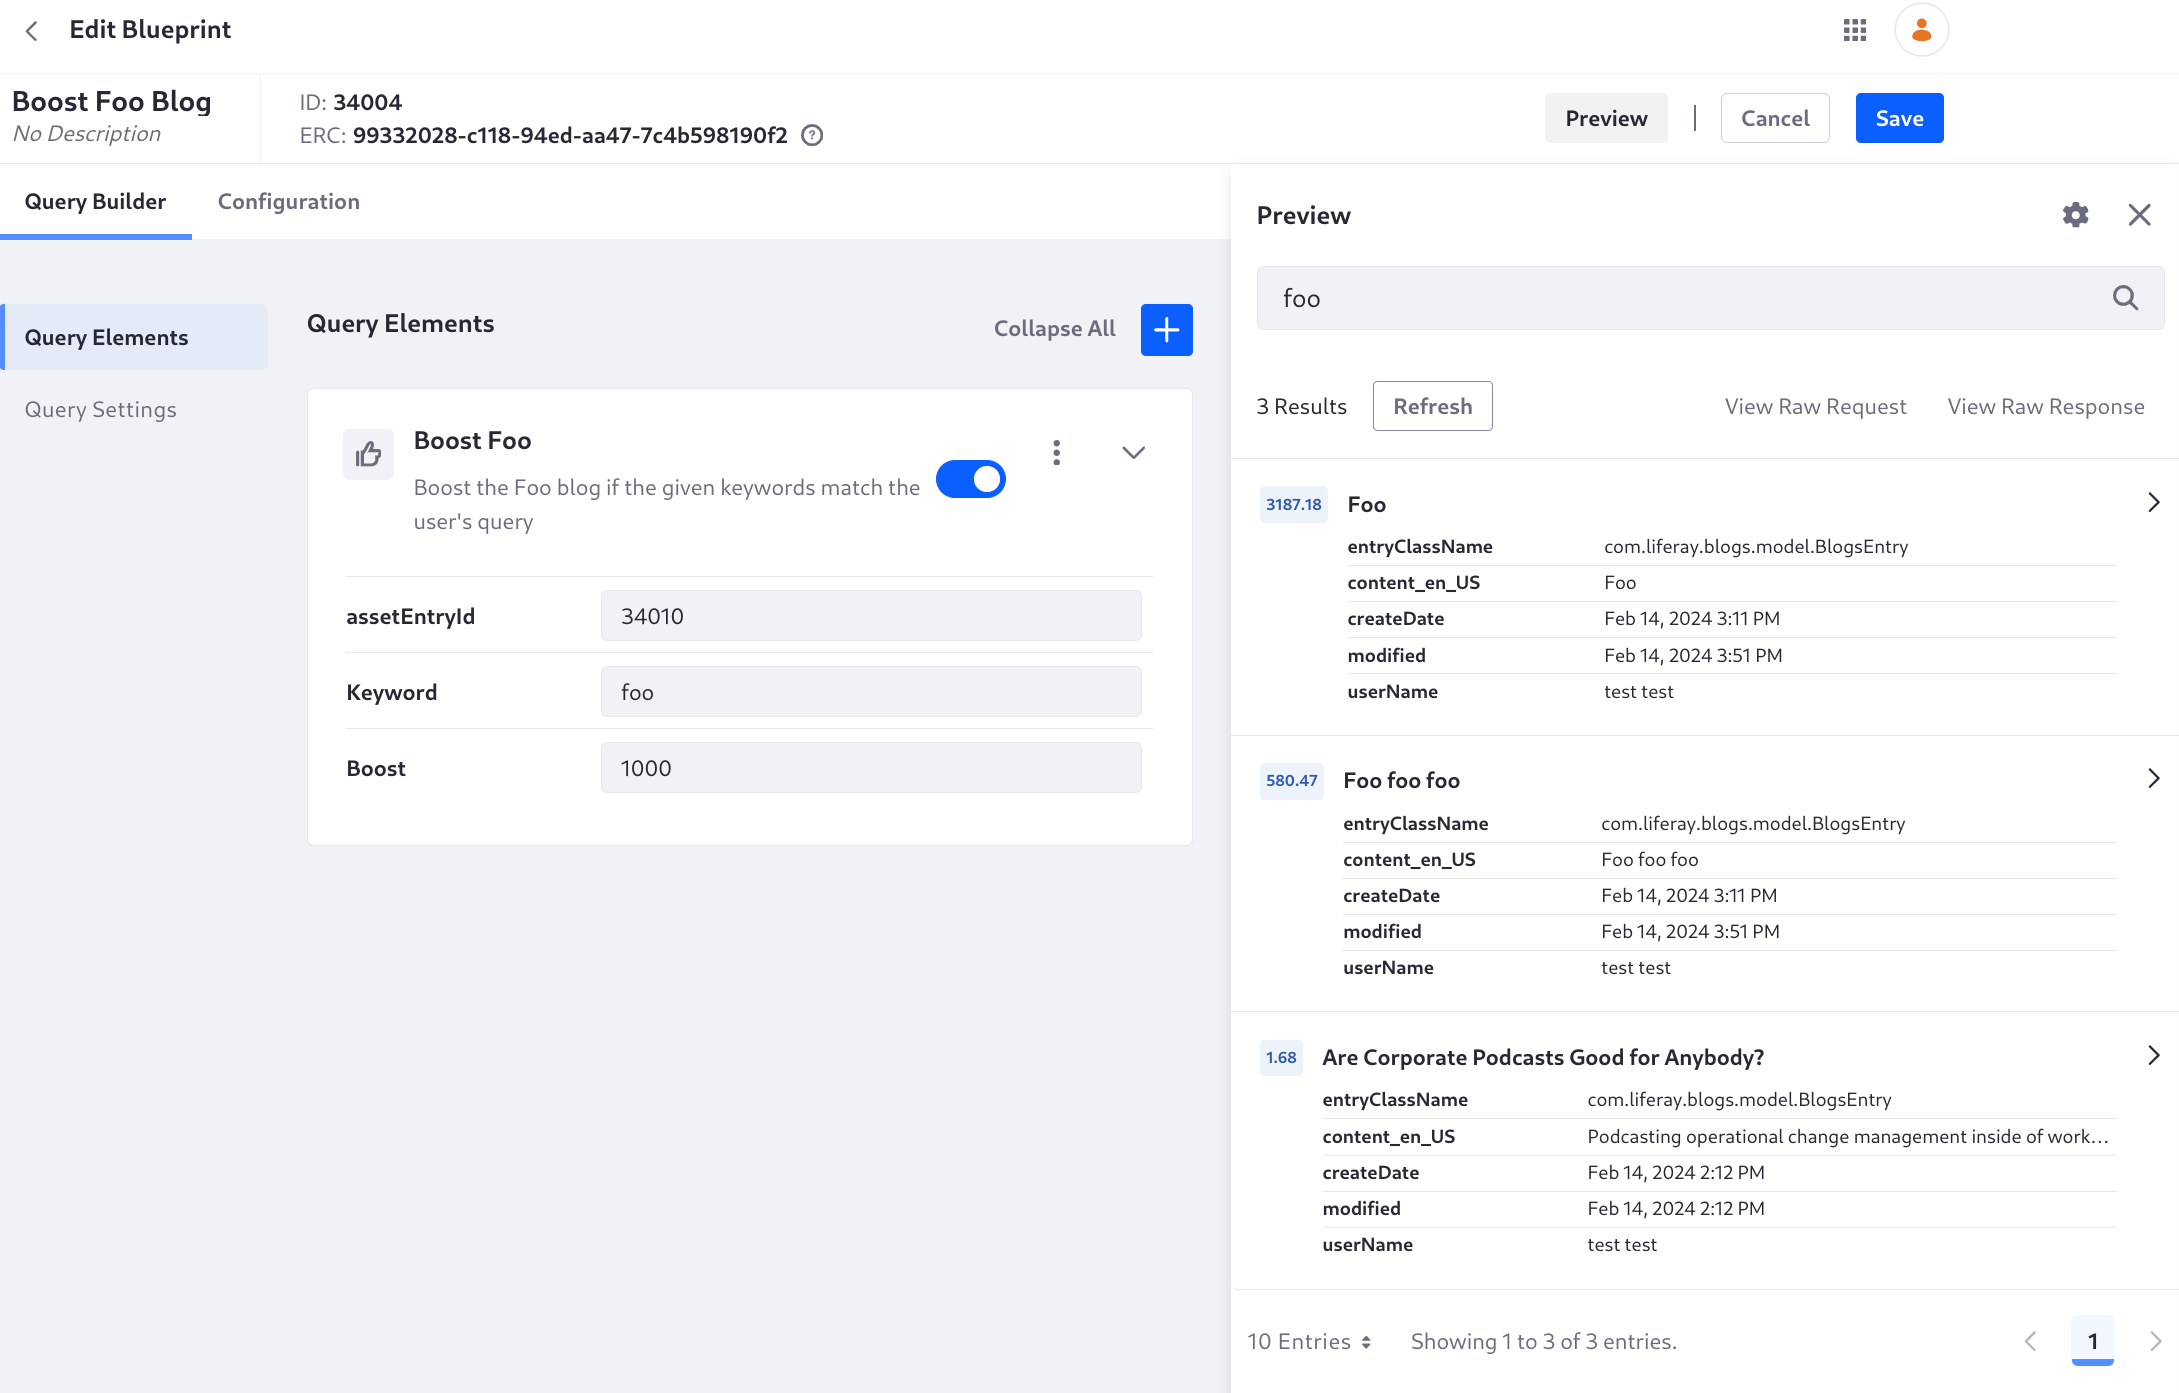 Edit Blueprint
Boost Foo Blog
No Description
ID: 34004
ERC: 99332028-c118-94ed-aa47-7c4b598190f2
Preview
Cancel
Save
Query Builder
Configuration
Query Elements
Query Settings
Query Elements
Collapse All
Boost Foo
Boost the Foo blog if the given keywords match the
user's query
assetEntryId
34010
Keyword
foo
Boost
1000
Preview
foo
3 Results
Refresh
View Raw Request
View Raw Response
3187.18
Foo
entryClassName
com.liferay.blogs.model.BlogsEntry
content_en_US
Foo
createDate
Feb 14, 2024 3:11 PM
modified
Feb 14, 2024 3:51 PM
userName
test test
580.47
Foo foo foo
entryClassName
com.liferay.blogs.model.BlogsEntry
content_en_US
Foo foo foo
createDate
Feb 14, 2024 3:11 PM
modified
Feb 14, 2024 3:51 PM
userName
test test
1.68
Are Corporate Podcasts Good for Anybody?
entryClassName
com.liferay.blogs.model.BlogsEntry
content_en_US
Podcasting operational change management inside of work...
createDate
Feb 14, 2024 2:12 PM
modified
Feb 14, 2024 2:12 PM
userName
test test
10 Entries
Showing 1 to 3 of 3 entries.
1